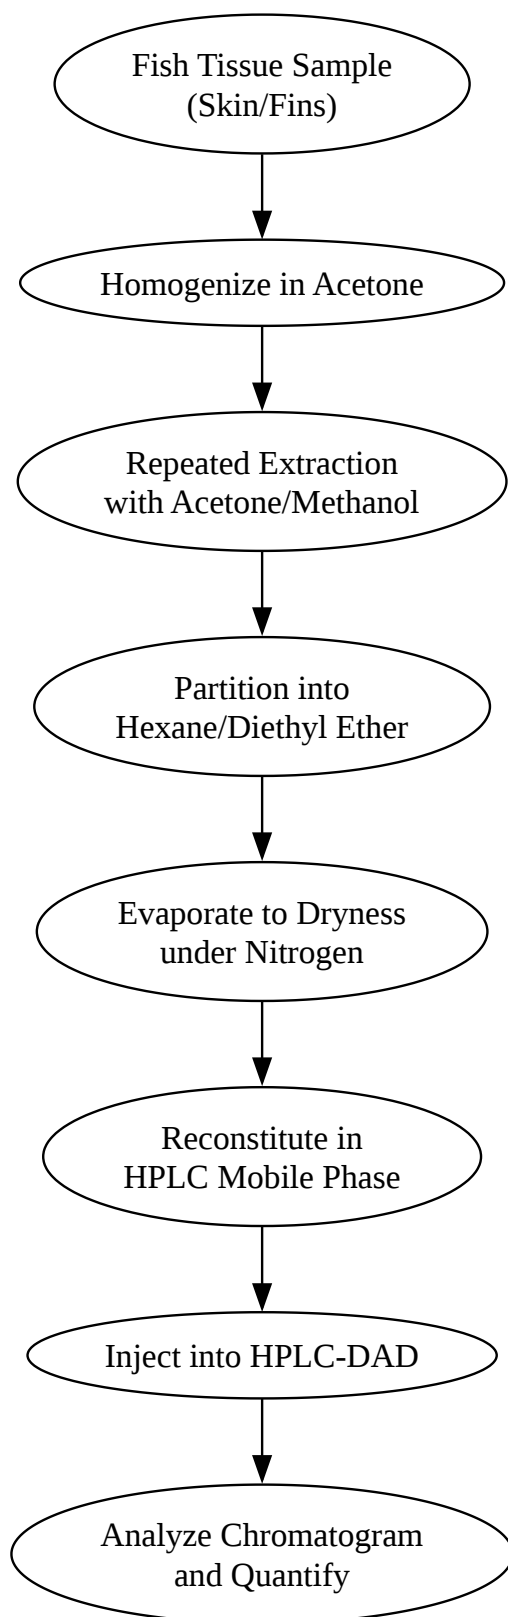 Fish Tissue Sample
(Skin/Fins)
Homogenize in Acetone
Repeated Extraction
with Acetone/Methanol
Partition into
Hexane/Diethyl Ether
Evaporate to Dryness
under Nitrogen
Reconstitute in
HPLC Mobile Phase
Inject into HPLC-DAD
Analyze Chromatogram
and Quantify